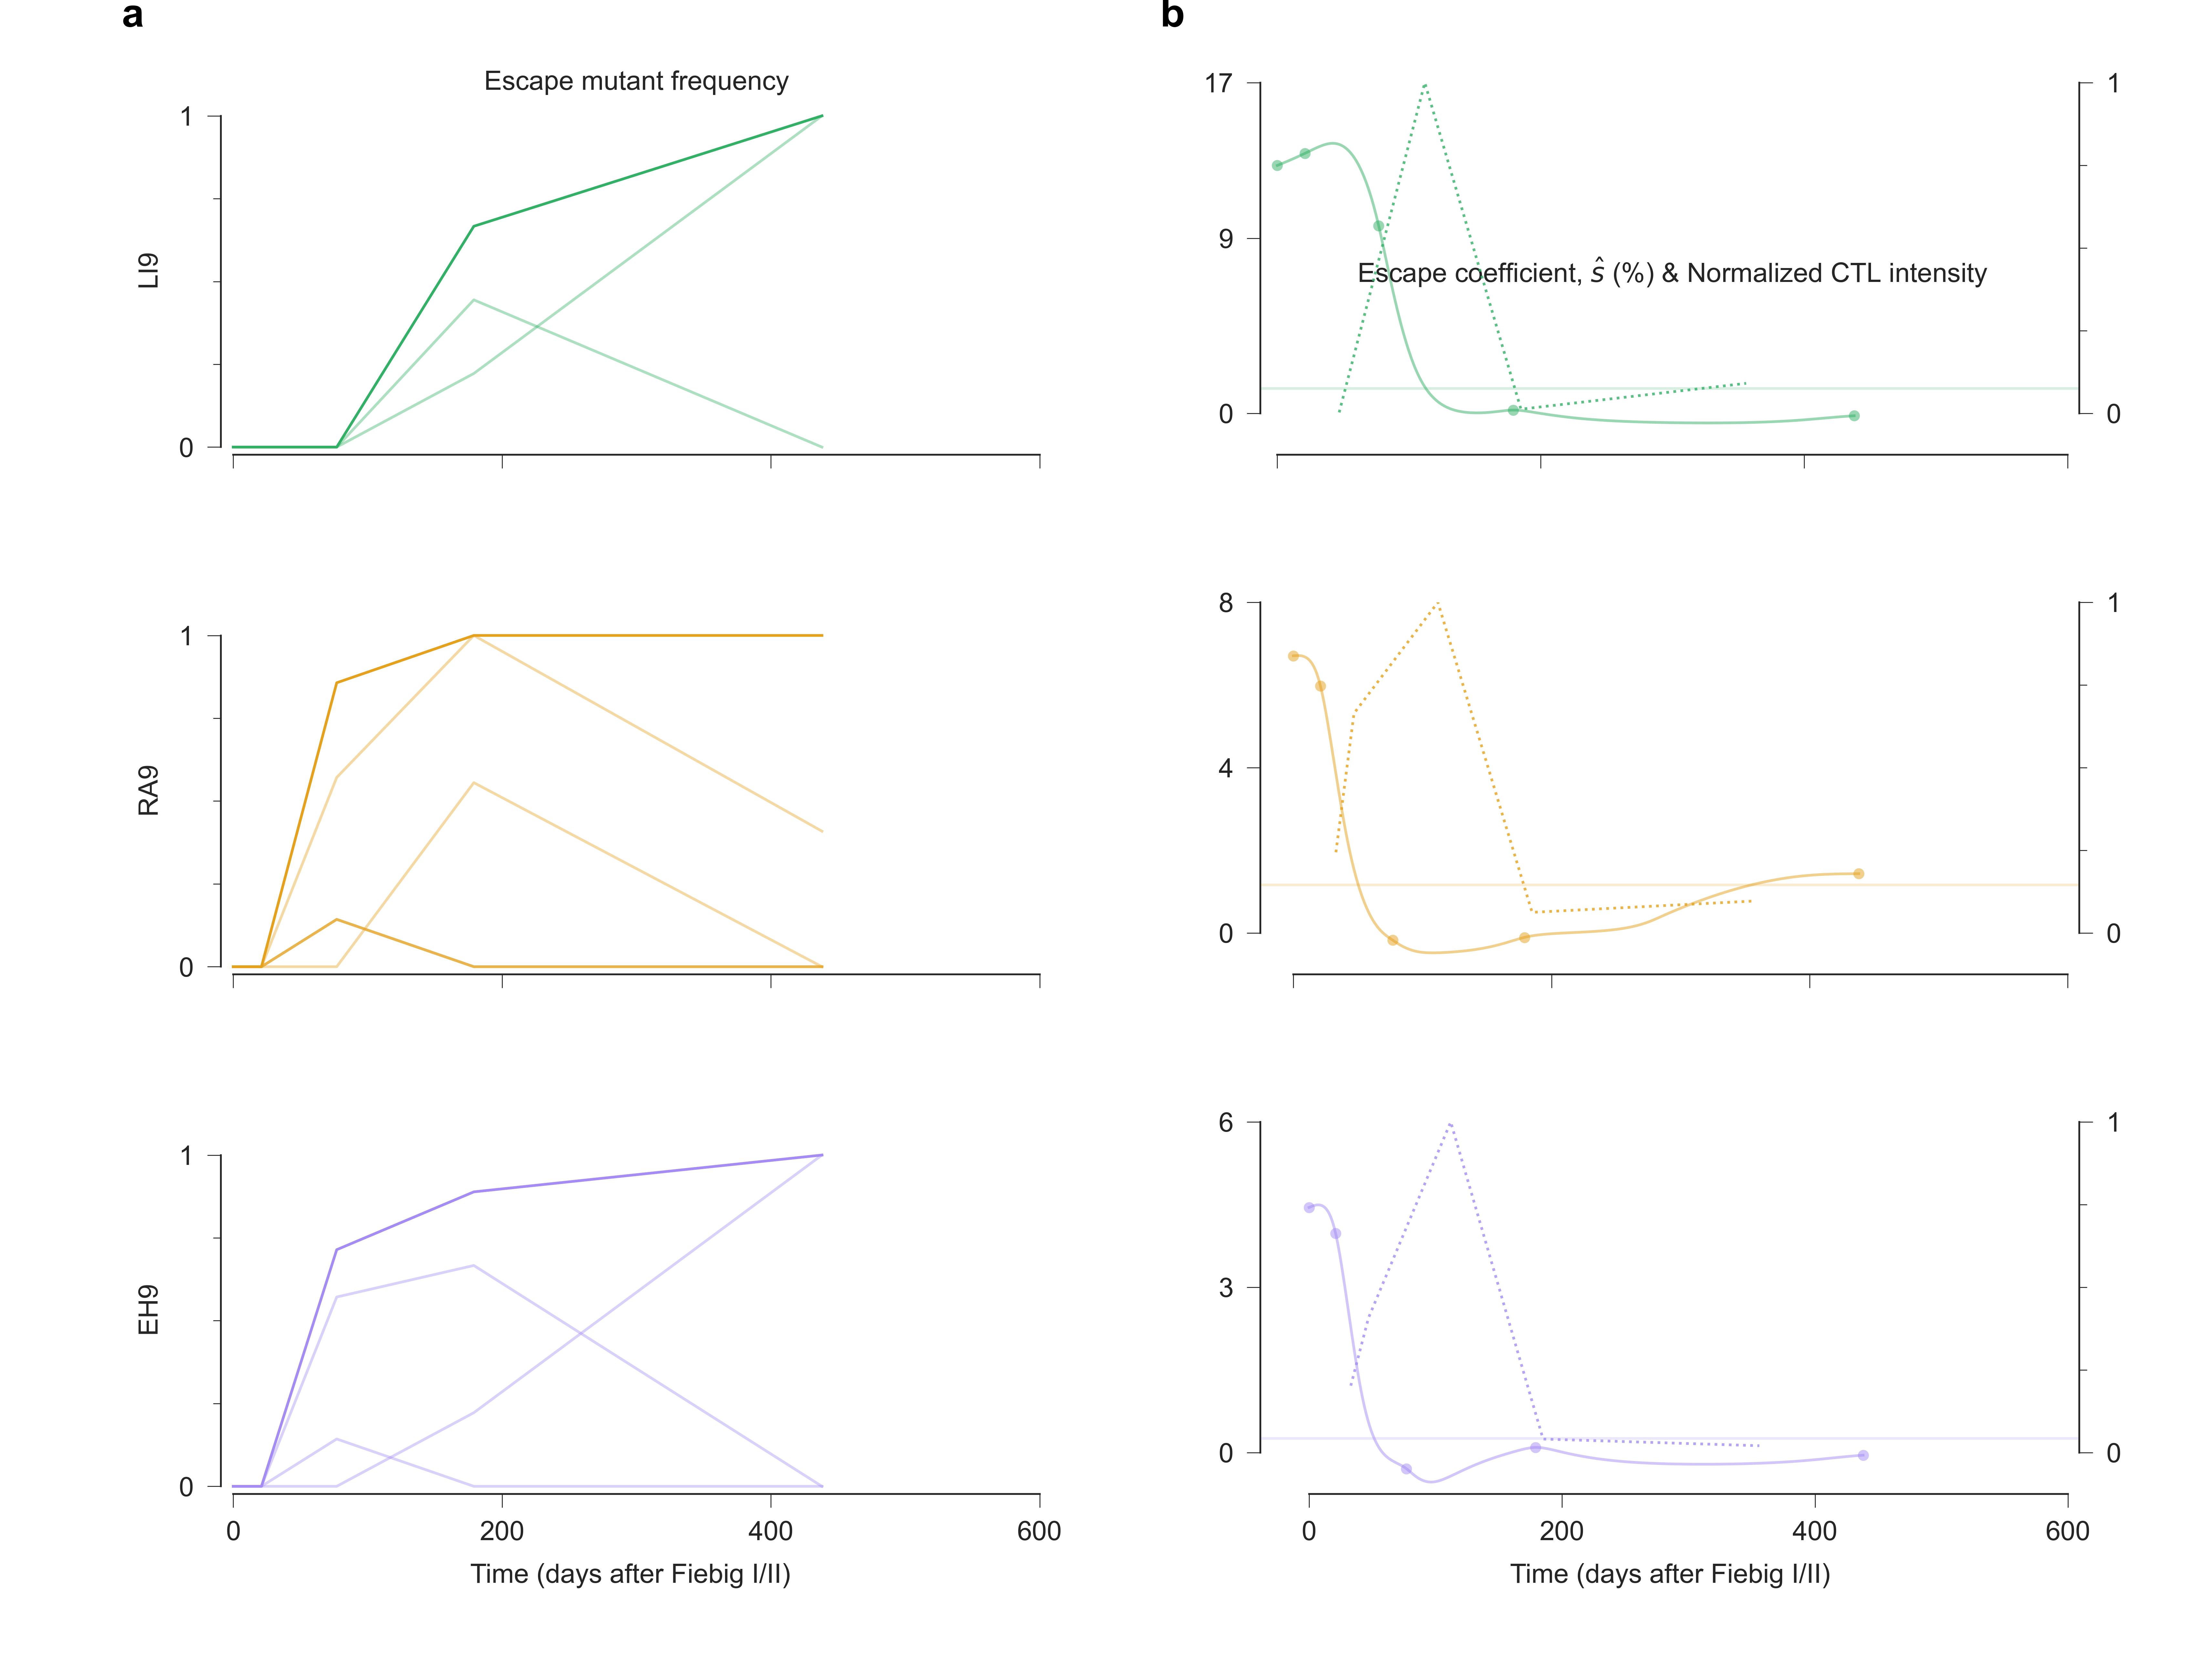 a
Escape mutant frequency
1
LI9
0
RA9
1
0
EH9
1
0
0 200 400 600
Time (days after Fiebig I/II)
b
17 1
9
Escape coefficient, ŝ (%) & Normalized CTL intensity
0 0
8 1
4
0 0
6 1
3
0 0
0 200 400 600
Time (days after Fiebig I/II)